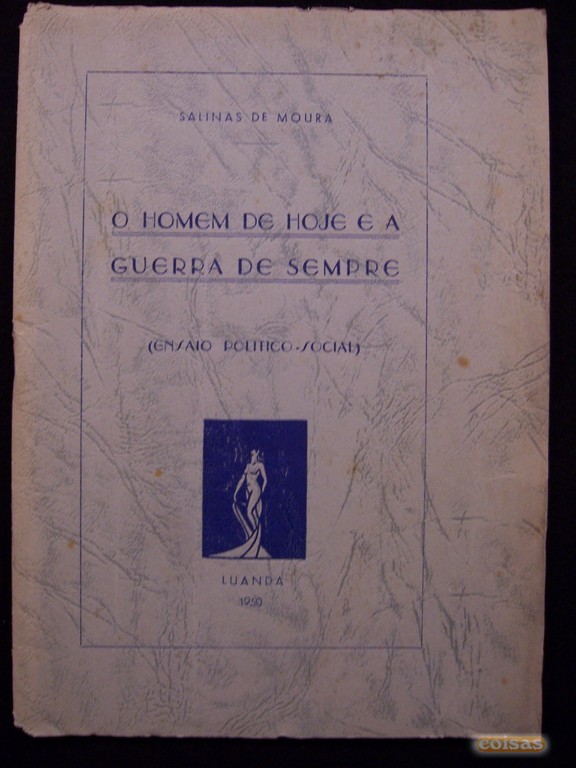 SALINAS DE MOURA
O HOMEM DE HOJE E A
GUERRA DE SEMPRE
(ENSAIO POLITICO-SOCIAL)
LUANDA
1950
coisas